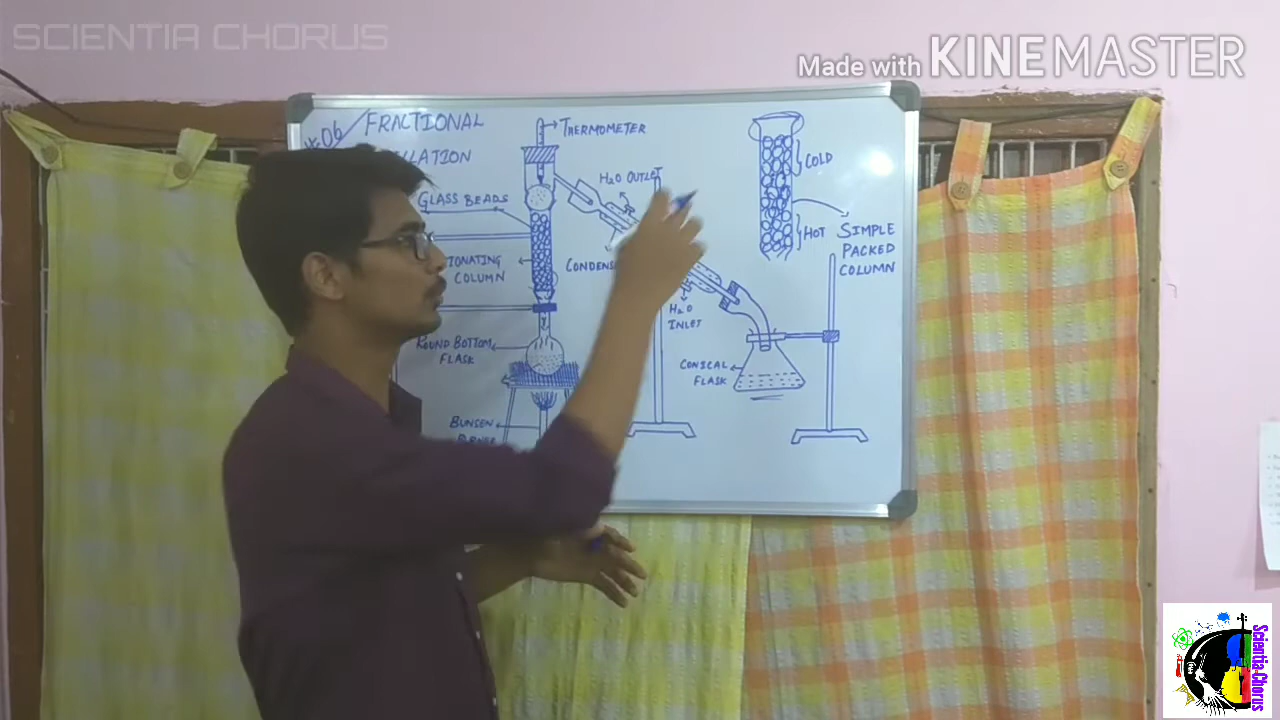 SCIENTIA CHORUS
Made with KINEMASTER
FRACTIONAL
THERMOMETER
H2O OUTLET
GLASS BEADS
COLD
HOT
SIMPLE
PACKED
COLUMN
COLUMN
H2O
INLET
ROUND BOTTOM
FLASK
CONICAL
FLASK
BUNSEN
Scientia-Chorus